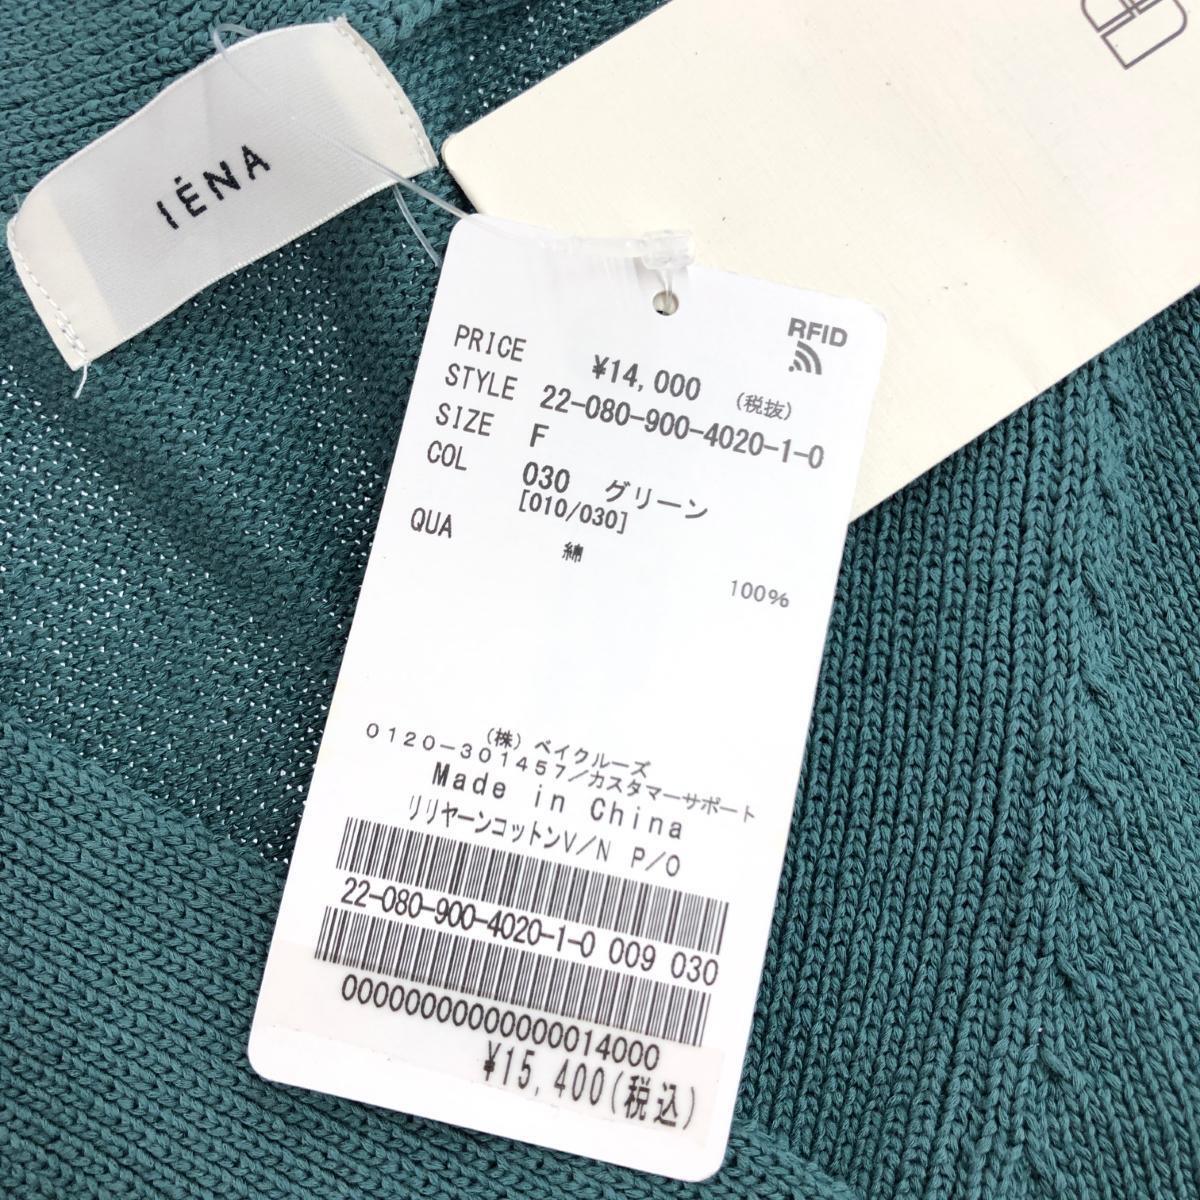 IÉNA
RFID
PRICE ¥14,000 (税抜)
STYLE 22-080-900-4020-1-0
SIZE F
COL 030 グリーン
[010/030]
QUA 綿 100%
(株)ベイクルーズ
0120-301457/カスタマーサポート
Made in China
リリヤーンコットンV/N P/O
22-080-900-4020-1-0 009 030
00000000000000014000
¥15,400(税込)